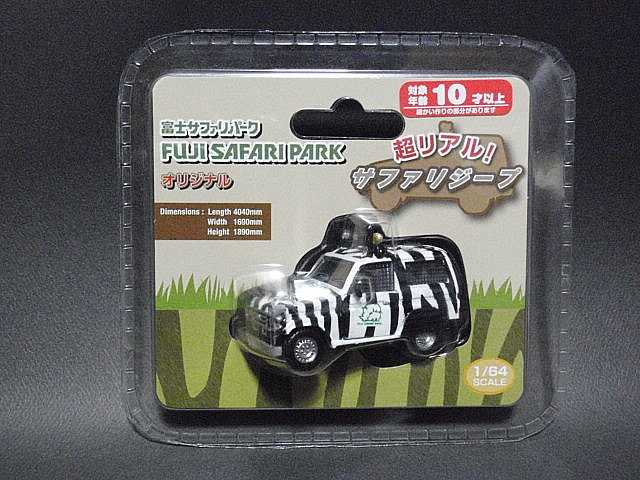 対象年齢 10才以上
細かい作りの部分があります
富士サファリパーク
FUJI SAFARI PARK
オリジナル
超リアル!
サファリジープ
Dimensions : Length 4040mm
Width 1690mm
Height 1890mm
1/64
SCALE